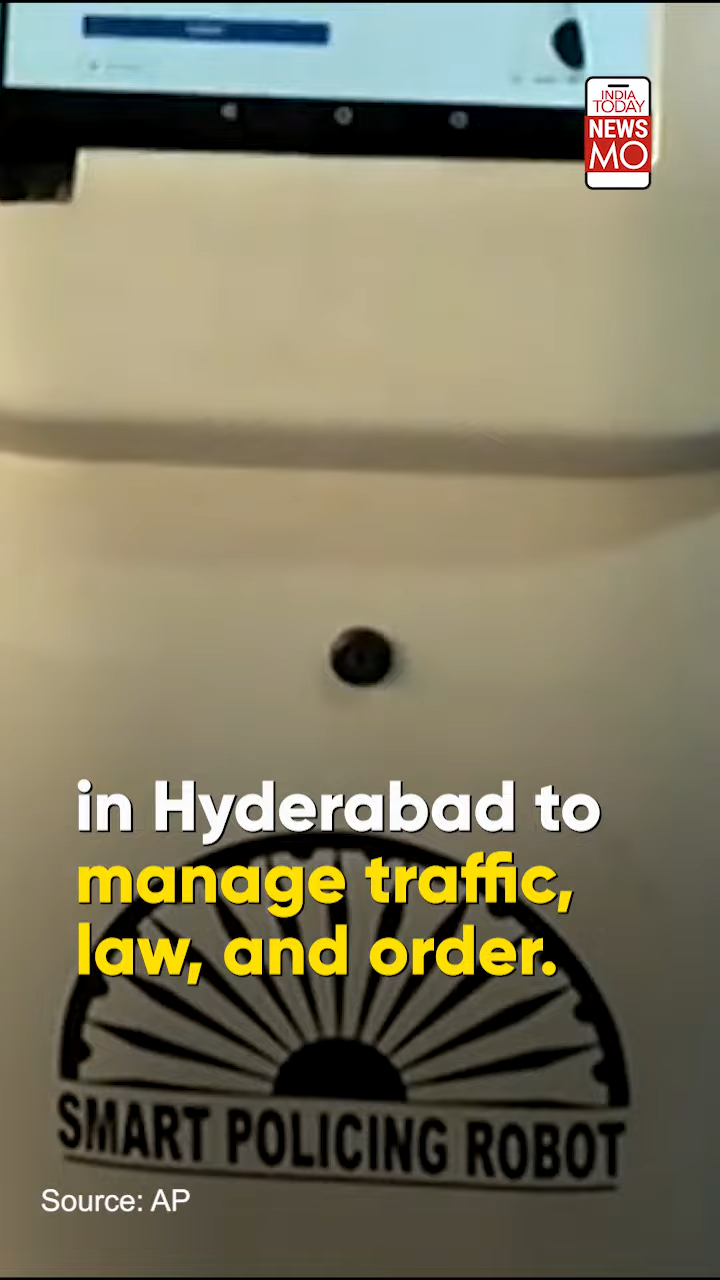 INDIA
TODAY
NEWS
MO
in Hyderabad to
manage traffic,
law, and order.
SMART POLICING ROBOT
Source: AP